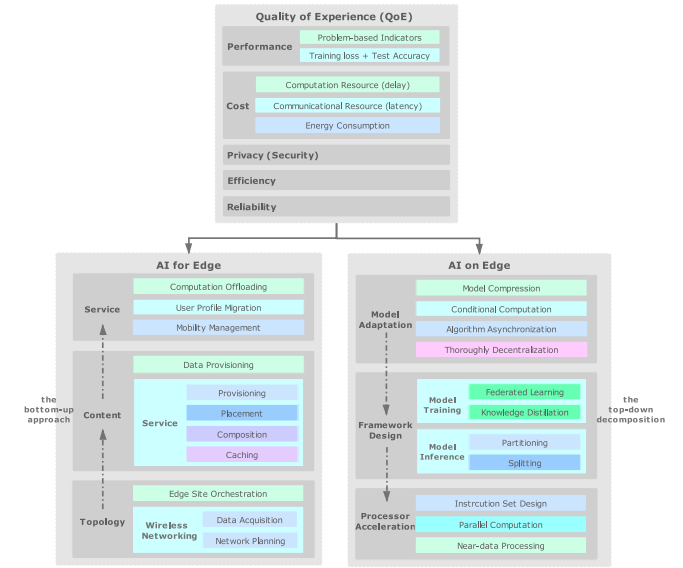 Quality of Experience (QoE)
Performance
Problem-based Indicators
Training loss + Test Accuracy
Cost
Computation Resource (delay)
Communicational Resource (latency)
Energy Consumption
Privacy (Security)
Efficiency
Reliability
AI for Edge
Service
Computation Offloading
User Profile Migration
Mobility Management
the
bottom-up
approach
Content
Data Provisioning
Service
Provisioning
Placement
Composition
Caching
Topology
Edge Site Orchestration
Wireless
Networking
Data Acquisition
Network Planning
AI on Edge
Model
Adaptation
Model Compression
Conditional Computation
Algorithm Asynchronization
Thoroughly Decentralization
Framework
Design
Model
Training
Federated Learning
Knowledge Distillation
Model
Inference
Partitioning
Splitting
the
top-down
decomposition
Processor
Acceleration
Instrcution Set Design
Parallel Computation
Near-data Processing